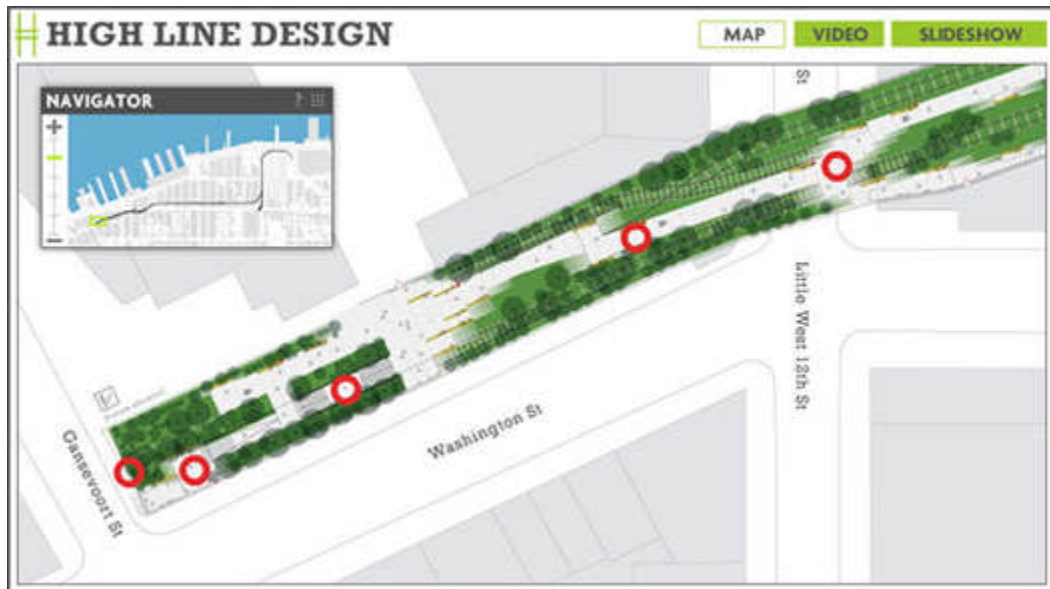 HIGH LINE DESIGN
MAP
VIDEO
SLIDESHOW
NAVIGATOR
?
St
Little West 12th St
Washington St
Gansevoort St